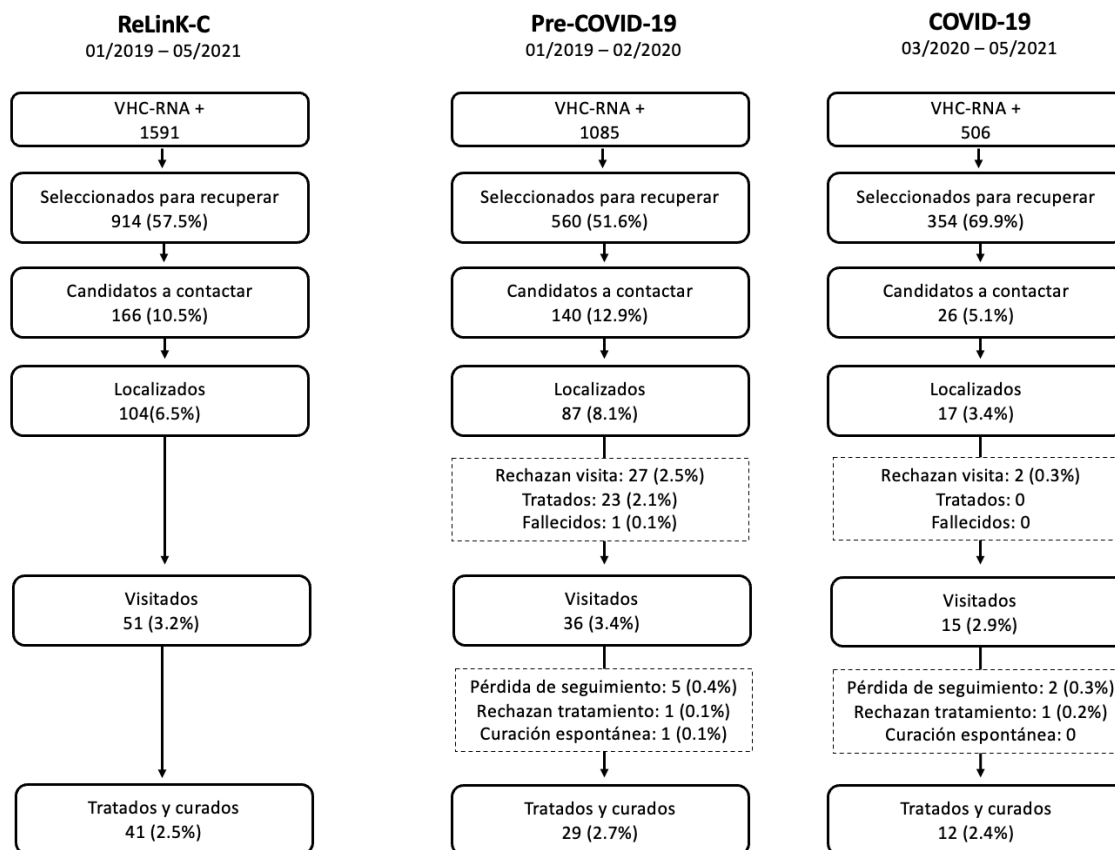 ReLinK-C
01/2019 – 05/2021
VHC-RNA +
1591
Seleccionados para recuperar
914 (57.5%)
Candidatos a contactar
166 (10.5%)
Localizados
104(6.5%)
Visitados
51 (3.2%)
Tratados y curados
41 (2.5%)
Pre-COVID-19
01/2019 – 02/2020
VHC-RNA +
1085
Seleccionados para recuperar
560 (51.6%)
Candidatos a contactar
140 (12.9%)
Localizados
87 (8.1%)
Rechazan visita: 27 (2.5%)
Tratados: 23 (2.1%)
Fallecidos: 1 (0.1%)
Visitados
36 (3.4%)
Pérdida de seguimiento: 5 (0.4%)
Rechazan tratamiento: 1 (0.1%)
Curación espontánea: 1 (0.1%)
Tratados y curados
29 (2.7%)
COVID-19
03/2020 – 05/2021
VHC-RNA +
506
Seleccionados para recuperar
354 (69.9%)
Candidatos a contactar
26 (5.1%)
Localizados
17 (3.4%)
Rechazan visita: 2 (0.3%)
Tratados: 0
Fallecidos: 0
Visitados
15 (2.9%)
Pérdida de seguimiento: 2 (0.3%)
Rechazan tratamiento: 1 (0.2%)
Curación espontánea: 0
Tratados y curados
12 (2.4%)